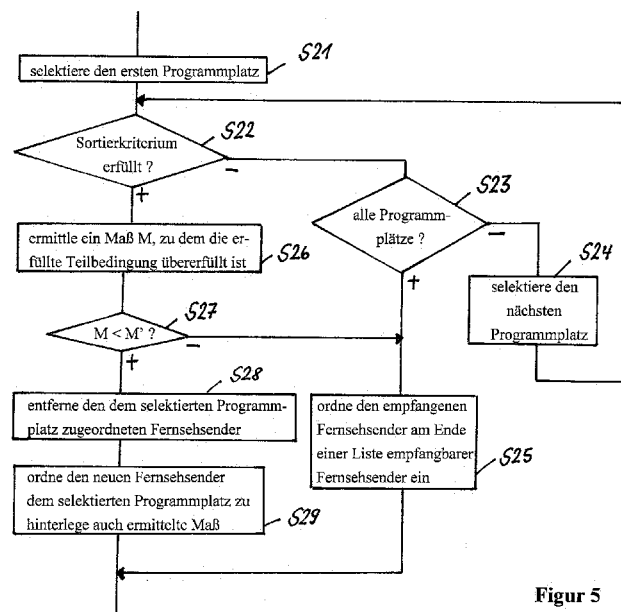 S21
selektiere den ersten Programmplatz
S22
Sortierkriterium
erfüllt ?
-
+
S23
alle Programm-
plätze ?
-
+
S24
selektiere den
nächsten
Programmplatz
ermittle ein Maß M, zu dem die er-
füllte Teilbedingung übererfüllt ist
S26
S27
M < M' ?
-
+
S28
entferne den dem selektierten Programm-
platz zugeordneten Fernsehsender
ordne den empfangenen
Fernsehsender am Ende
einer Liste empfangbarer
Fernsehsender ein
S25
ordne den neuen Fernsehsender
dem selektierten Programmplatz zu
hinterlege auch ermittelte Maß
S29
Figur 5